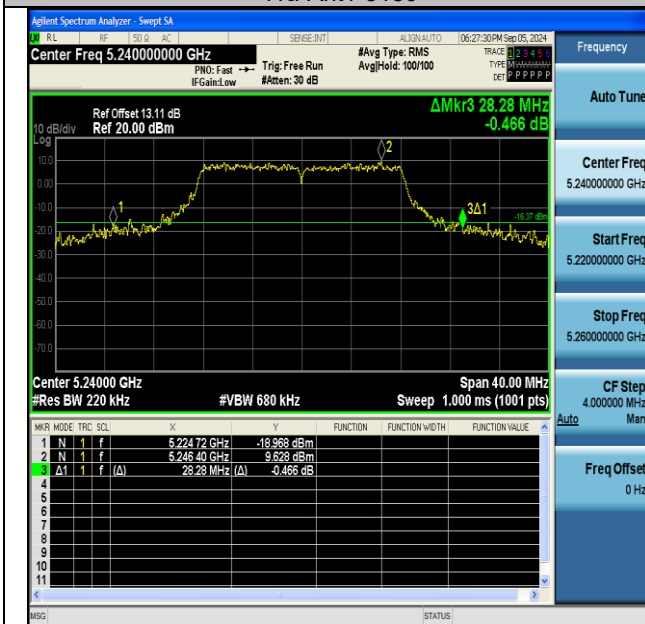 Agilent Spectrum Analyzer - Swept SA
RL RF 50 Ω AC SENSE:INT ALIGN AUTO 06:27:30PM Sep 05, 2024
Center Freq 5.240000000 GHz #Avg Type: RMS TRACE 1 2 3 4 5 6
PNO: Fast Trig: Free Run Avg|Hold: 100/100 TYPE M
IFGain:Low #Atten: 30 dB DET P P P P P P
Frequency
Auto Tune
Center Freq
5.240000000 GHz
Start Freq
5.220000000 GHz
Stop Freq
5.260000000 GHz
CF Step
4.000000 MHz
Auto Man
Freq Offset
0 Hz
ΔMkr3 28.28 MHz
-0.466 dB
Ref Offset 13.11 dB
10 dB/div Ref 20.00 dBm
Log
10.0
0.00
-10.0
-20.0
-30.0
-40.0
-50.0
-60.0
-70.0
1
2
3Δ1
-16.37 dBm
Center 5.24000 GHz Span 40.00 MHz
#Res BW 220 kHz #VBW 680 kHz Sweep 1.000 ms (1001 pts)
MKR MODE TRC SCL X Y FUNCTION FUNCTION WIDTH FUNCTION VALUE
1 N 1 f 5.224 72 GHz -18.968 dBm
2 N 1 f 5.246 40 GHz 9.628 dBm
3 Δ1 1 f (Δ) 28.28 MHz (Δ) -0.466 dB
4
5
6
7
8
9
10
11
MSG STATUS